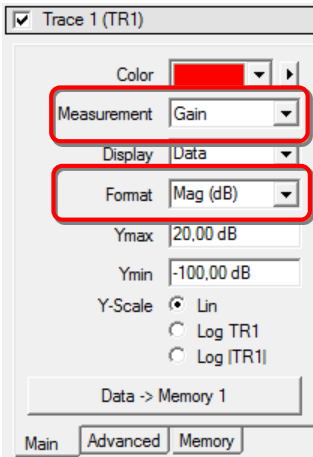 Trace 1 (TR1)
Color
Measurement Gain
Display Data
Format Mag (dB)
Ymax 20,00 dB
Ymin -100,00 dB
Y-Scale Lin
Log TR1
Log |TR1|
Data -> Memory 1
Main Advanced Memory